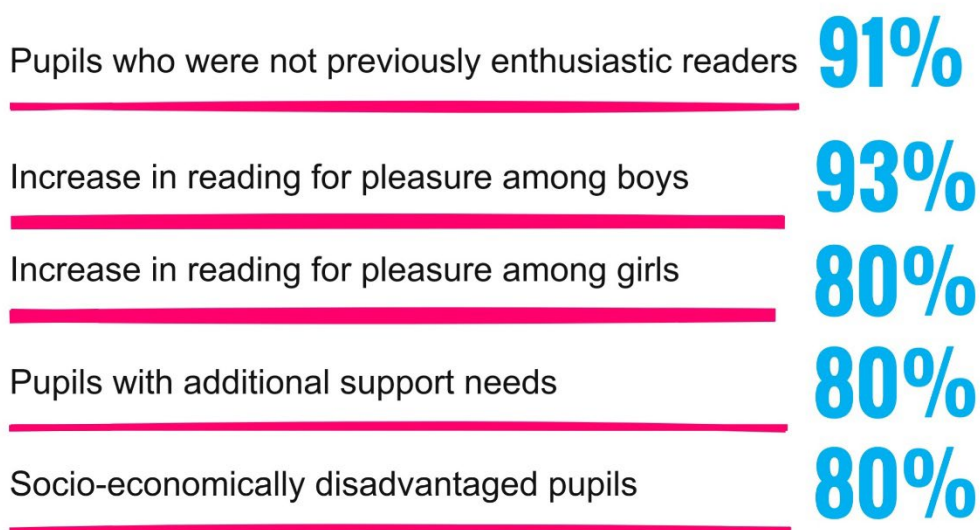 Pupils who were not previously enthusiastic readers 91%
Increase in reading for pleasure among boys 93%
Increase in reading for pleasure among girls 80%
Pupils with additional support needs 80%
Socio-economically disadvantaged pupils 80%